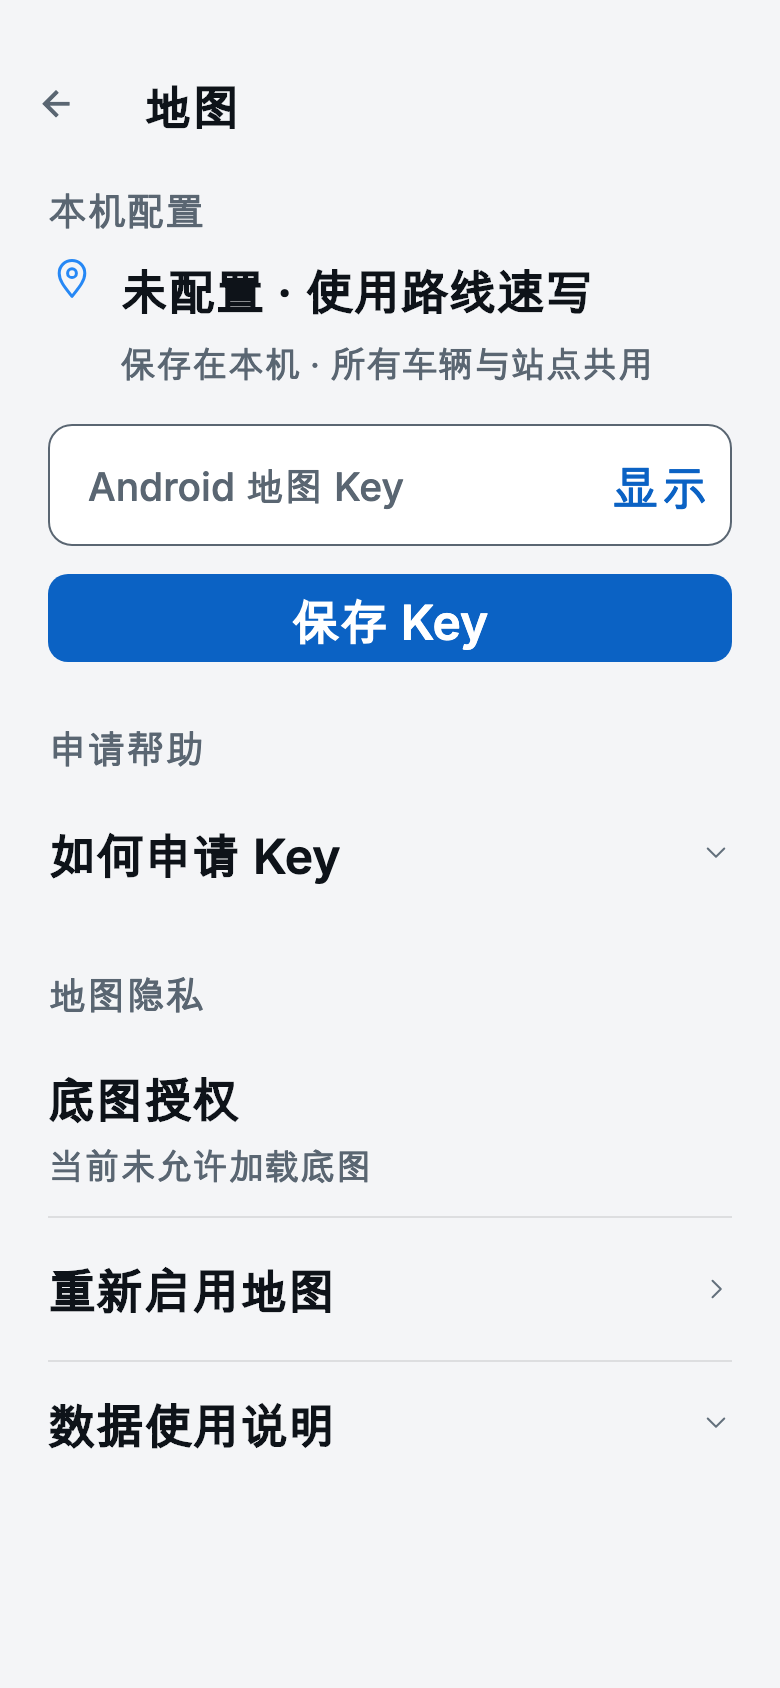 地图
本机配置
未配置 · 使用路线速写
保存在本机 · 所有车辆与站点共用
Android 地图 Key
显示
保存 Key
申请帮助
如何申请 Key
地图隐私
底图授权
当前未允许加载底图
重新启用地图
数据使用说明